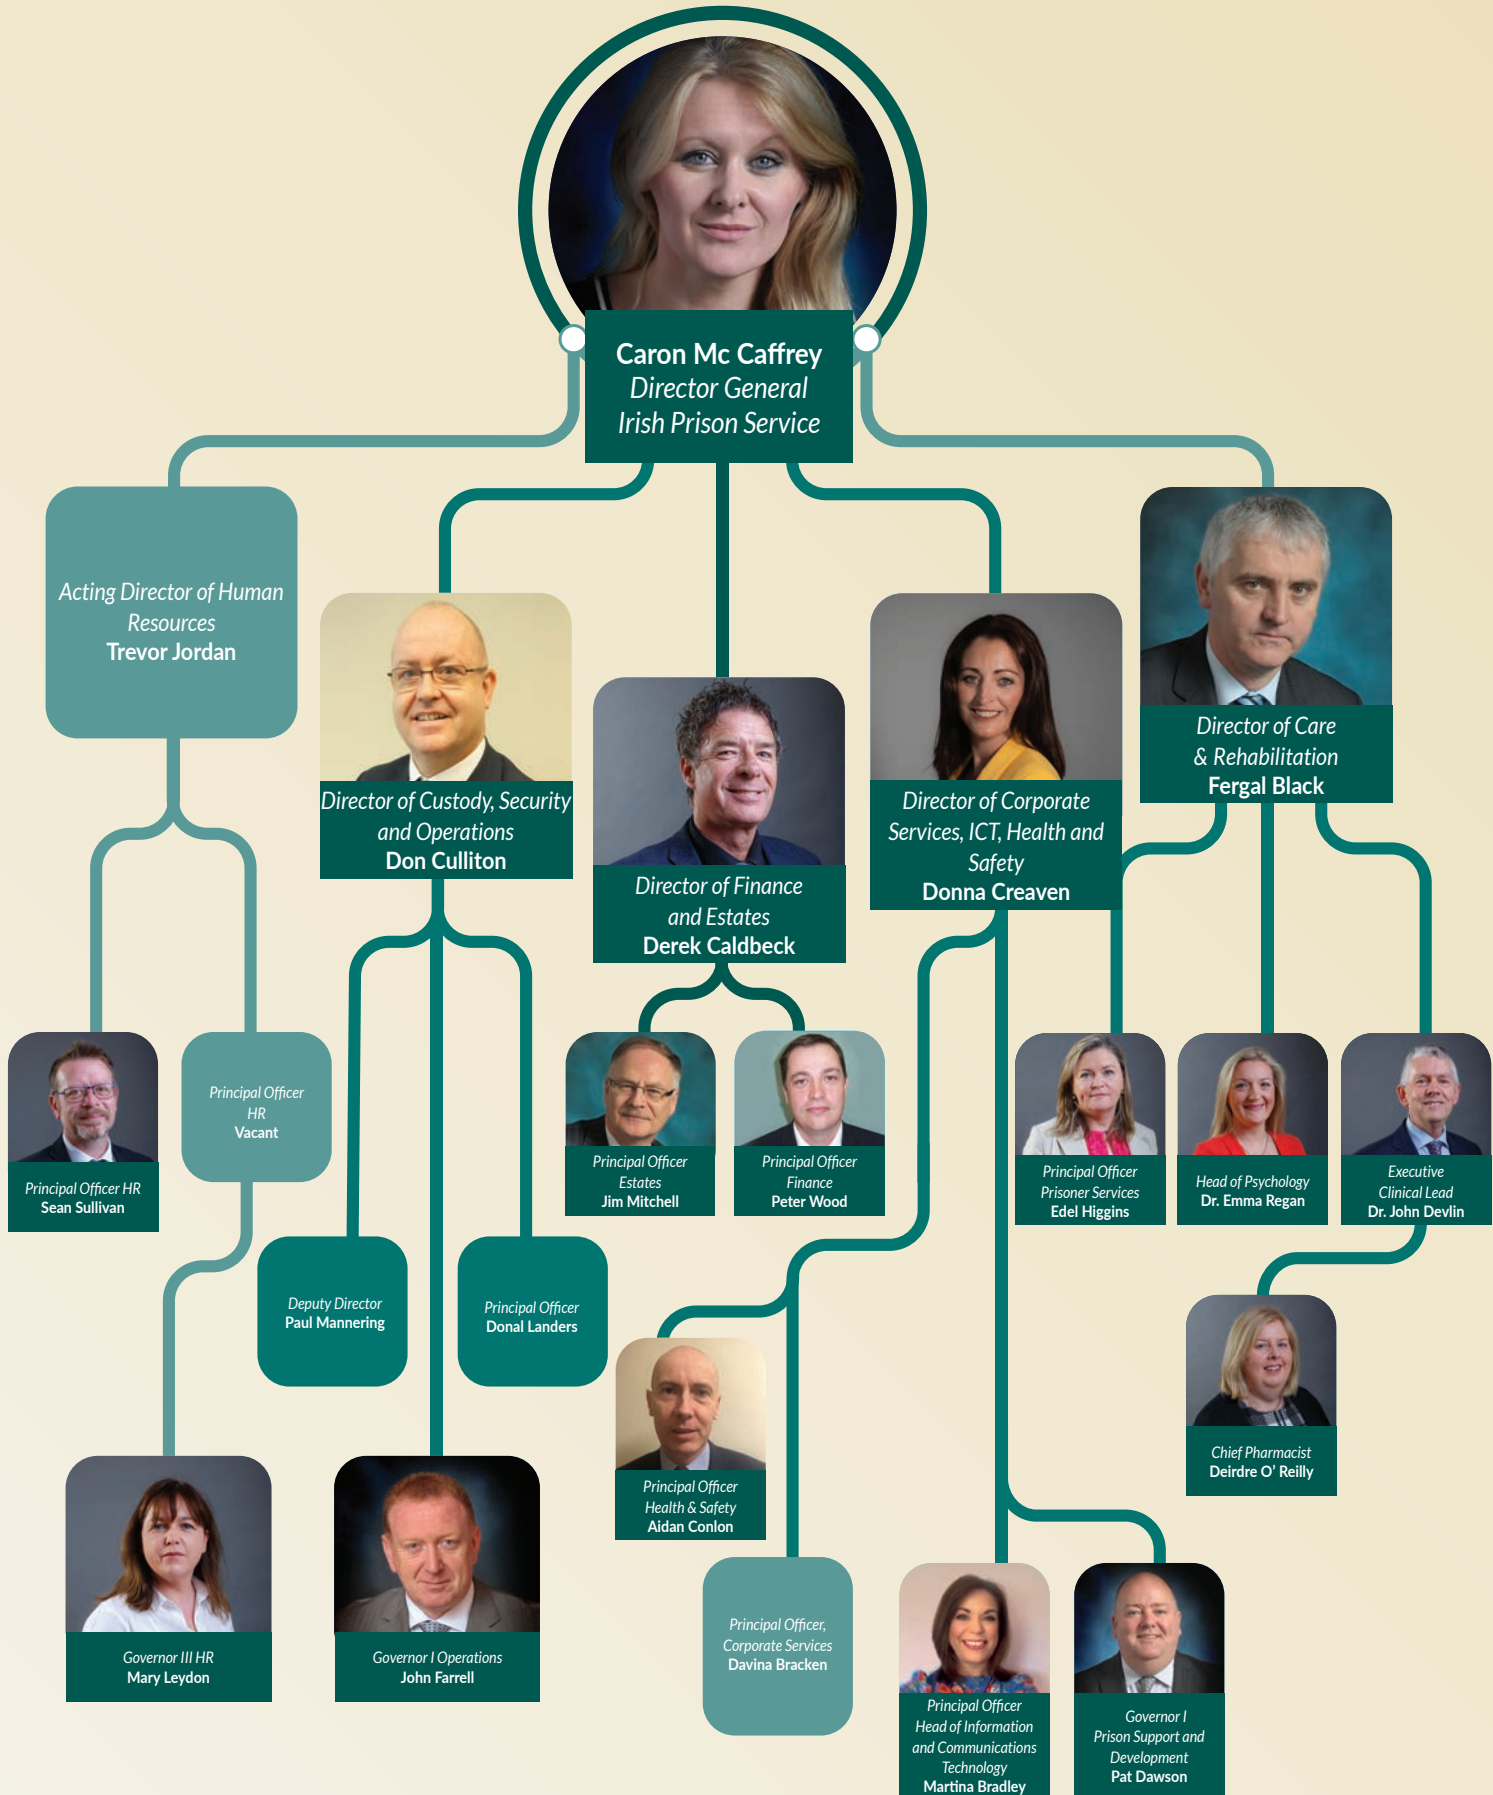 Caron Mc Caffrey
Director General
Irish Prison Service
Acting Director of Human
Resources
Trevor Jordan
Director of Custody, Security
and Operations
Don Culliton
Director of Finance
and Estates
Derek Caldbeck
Director of Corporate
Services, ICT, Health and
Safety
Donna Creaven
Director of Care
& Rehabilitation
Fergal Black
Principal Officer HR
Sean Sullivan
Principal Officer
HR
Vacant
Principal Officer
Estates
Jim Mitchell
Principal Officer
Finance
Peter Wood
Principal Officer
Prisoner Services
Edel Higgins
Head of Psychology
Dr. Emma Regan
Executive
Clinical Lead
Dr. John Devlin
Deputy Director
Paul Mannering
Principal Officer
Donal Landers
Principal Officer
Health & Safety
Aidan Conlon
Chief Pharmacist
Deirdre O’ Reilly
Governor III HR
Mary Leydon
Governor I Operations
John Farrell
Principal Officer,
Corporate Services
Davina Bracken
Principal Officer
Head of Information
and Communications
Technology
Martina Bradley
Governor I
Prison Support and
Development
Pat Dawson